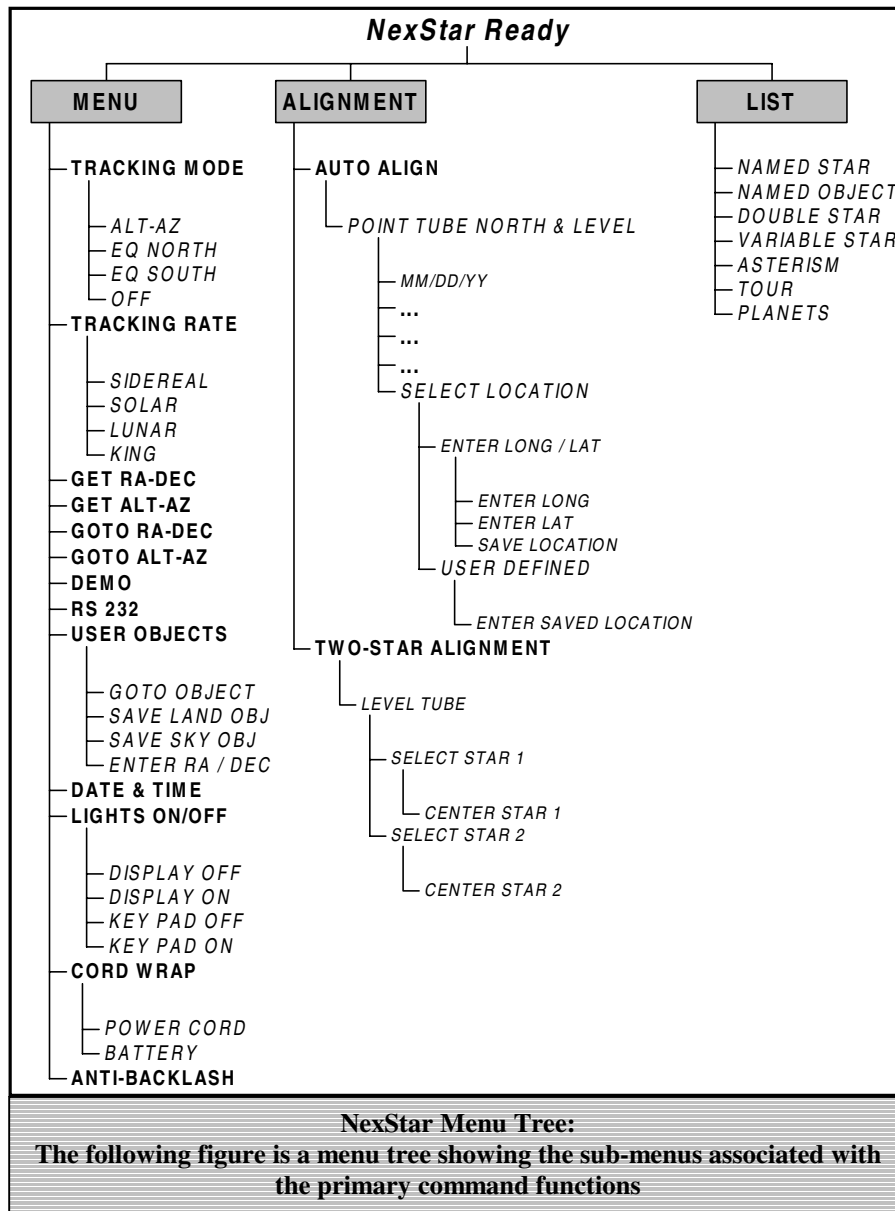 NexStar Ready
MENU
TRACKING MODE
ALT-AZ
EQ NORTH
EQ SOUTH
OFF
TRACKING RATE
SIDEREAL
SOLAR
LUNAR
KING
GET RA-DEC
GET ALT-AZ
GOTO RA-DEC
GOTO ALT-AZ
DEMO
RS 232
USER OBJECTS
GOTO OBJECT
SAVE LAND OBJ
SAVE SKY OBJ
ENTER RA / DEC
DATE & TIME
LIGHTS ON/OFF
DISPLAY OFF
DISPLAY ON
KEY PAD OFF
KEY PAD ON
CORD WRAP
POWER CORD
BATTERY
ANTI-BACKLASH
ALIGNMENT
AUTO ALIGN
POINT TUBE NORTH & LEVEL
MM/DD/YY
...
...
...
SELECT LOCATION
ENTER LONG / LAT
ENTER LONG
ENTER LAT
SAVE LOCATION
USER DEFINED
ENTER SAVED LOCATION
TWO-STAR ALIGNMENT
LEVEL TUBE
SELECT STAR 1
CENTER STAR 1
SELECT STAR 2
CENTER STAR 2
LIST
NAMED STAR
NAMED OBJECT
DOUBLE STAR
VARIABLE STAR
ASTERISM
TOUR
PLANETS
NexStar Menu Tree:
The following figure is a menu tree showing the sub-menus associated with
the primary command functions